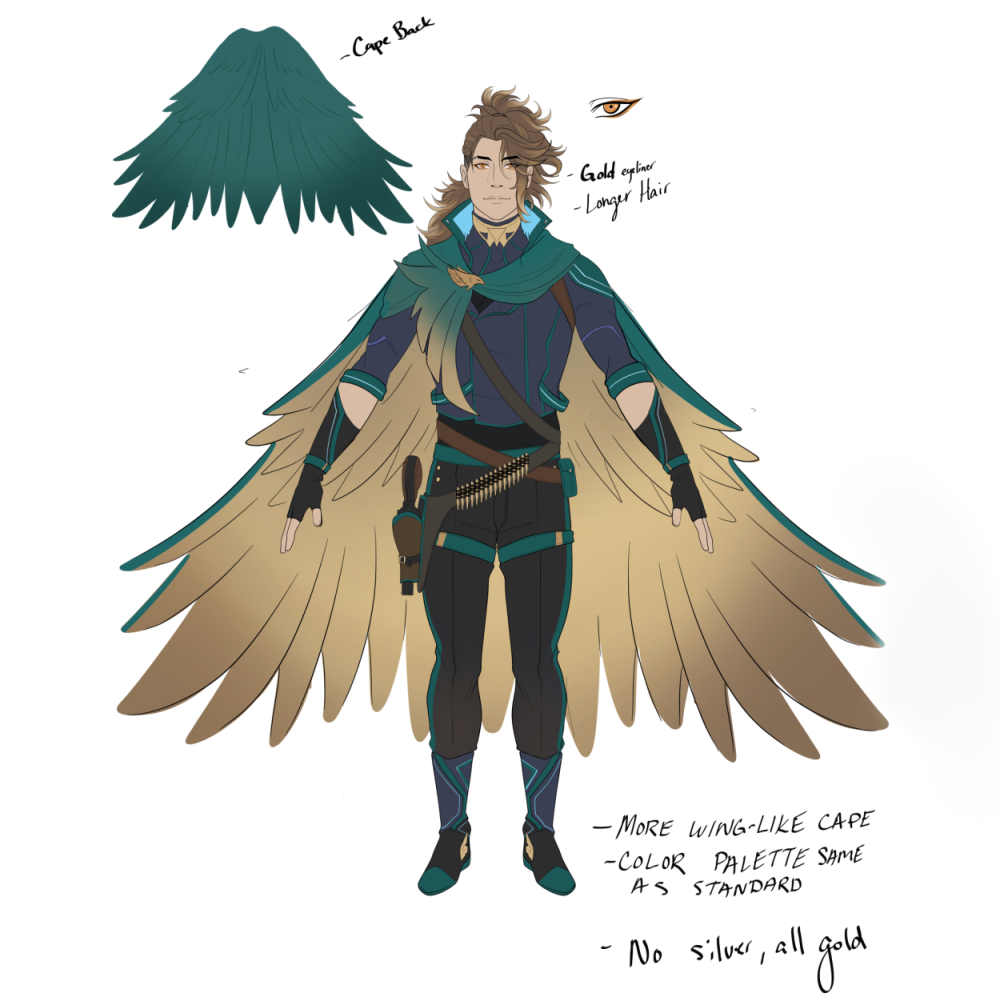 - Cape Back
- Gold eyeliner
- Longer Hair
- MORE WING-LIKE CAPE
- COLOR PALETTE SAME
AS STANDARD
- No silver, all gold